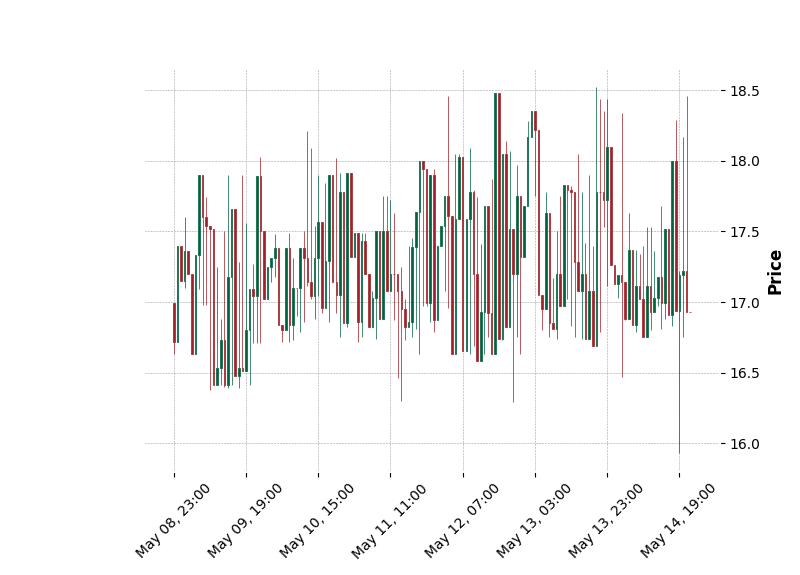 18.5
18.0
17.5
17.0
16.5
16.0
Price
May 08, 23:00
May 09, 19:00
May 10, 15:00
May 11, 11:00
May 12, 07:00
May 13, 03:00
May 13, 23:00
May 14, 19:00